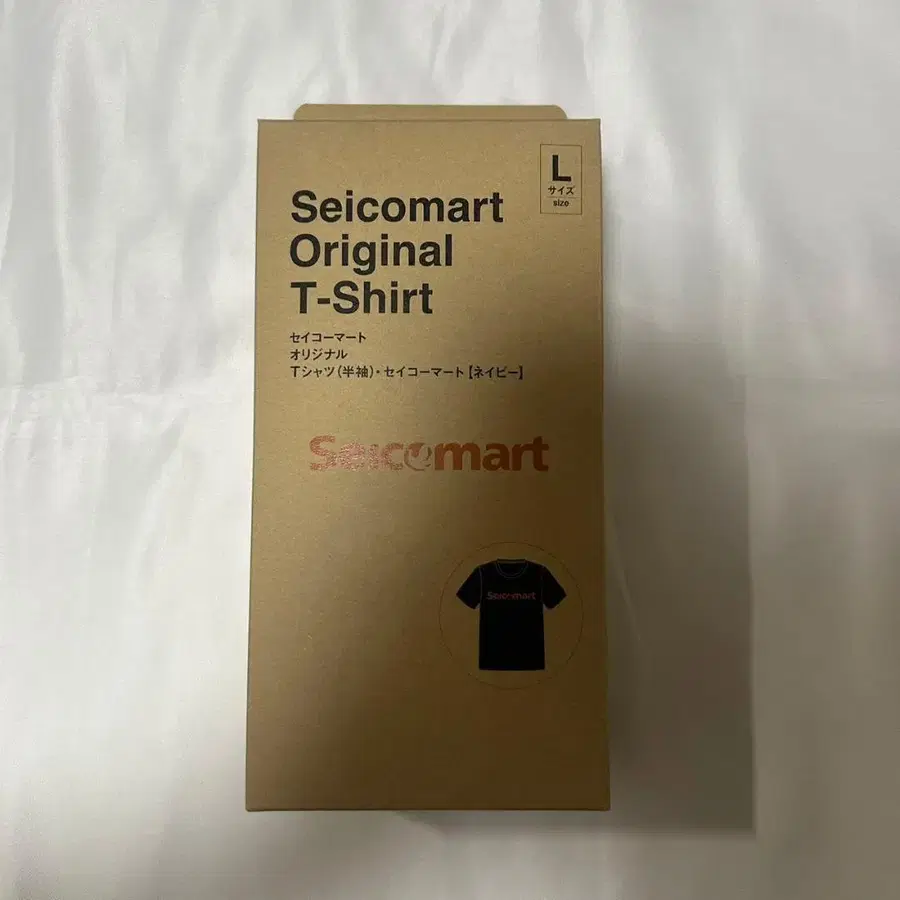 L
サイズ
size
Seicomart
Original
T-Shirt
セイコーマート
オリジナル
Tシャツ(半袖)・セイコーマート【ネイビー】
Seicomart
Seicomart